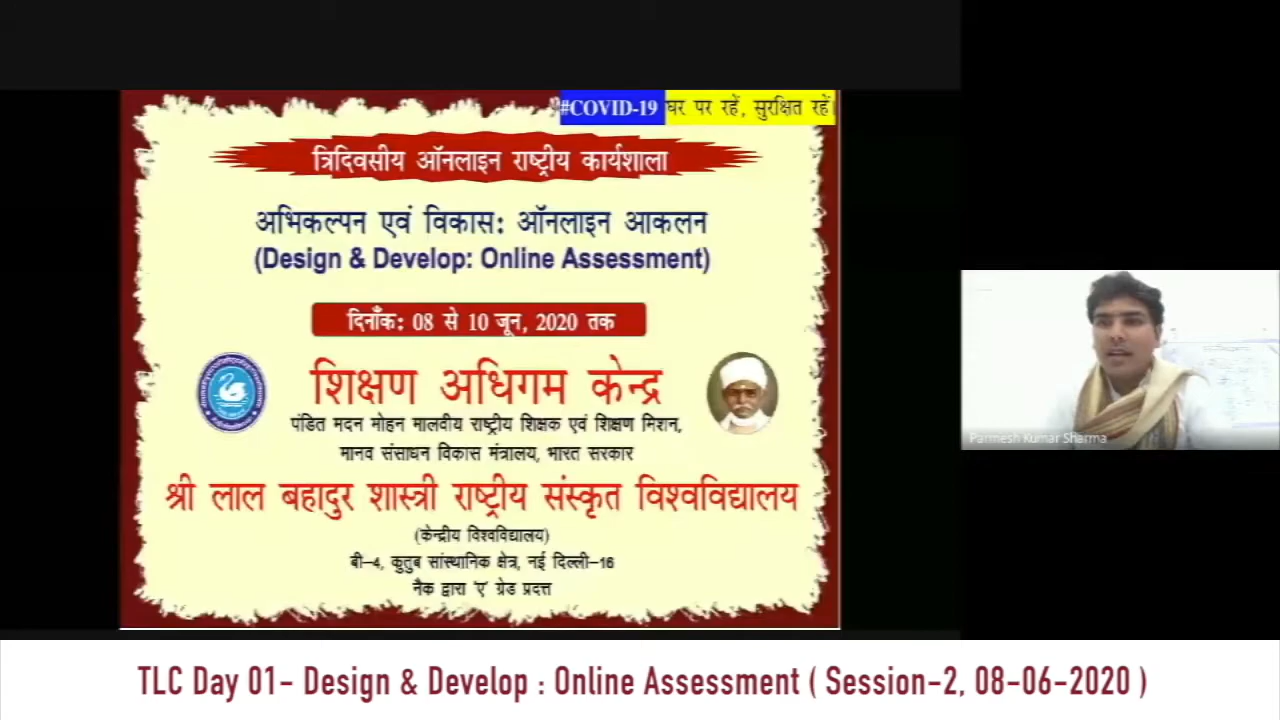 #COVID-19 घर पर रहें, सुरक्षित रहें
त्रिदिवसीय ऑनलाइन राष्ट्रीय कार्यशाला
अभिकल्पन एवं विकास: ऑनलाइन आकलन
(Design & Develop: Online Assessment)
दिनाँक: 08 से 10 जून, 2020 तक
शिक्षण अधिगम केन्द्र
पंडित मदन मोहन मालवीय राष्ट्रीय शिक्षक एवं शिक्षण मिशन,
मानव संसाधन विकास मंत्रालय, भारत सरकार
श्री लाल बहादुर शास्त्री राष्ट्रीय संस्कृत विश्वविद्यालय
(केन्द्रीय विश्वविद्यालय)
बी–4, कुतुब सांस्थानिक क्षेत्र, नई दिल्ली–16
नैक द्वारा 'ए' ग्रेड प्रदत्त
Parmesh Kumar Sharma
TLC Day 01- Design & Develop : Online Assessment ( Session-2, 08-06-2020 )